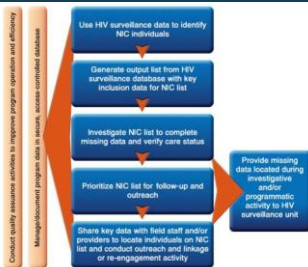 Conduct quality assurance activities to improve program operation and efficiency
Manage/document program data in secure, access-controlled database
Use HIV surveillance data to identify
NIC individuals
Generate output list from HIV
surveillance database with key
inclusion data for NIC list
Investigate NIC list to complete
missing data and verify care status
Prioritize NIC list for follow-up and
outreach
Share key data with field staff and/or
providers to locate individuals on NIC
list and conduct outreach and linkage
or re-engagement activity
Provide missing
data located during
investigative
and/or
programmatic
activity to HIV
surveillance unit